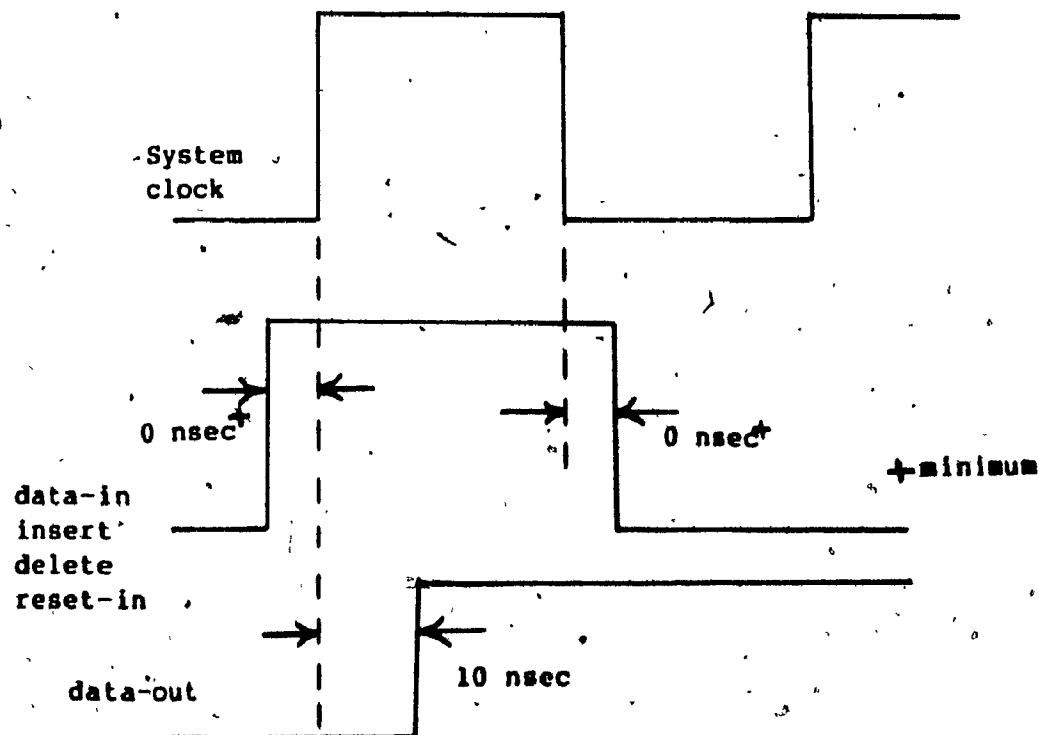 System
clock
0 nsec+
0 nsec+
+minimum
data-in
insert
delete
reset-in
10 nsec
data-out